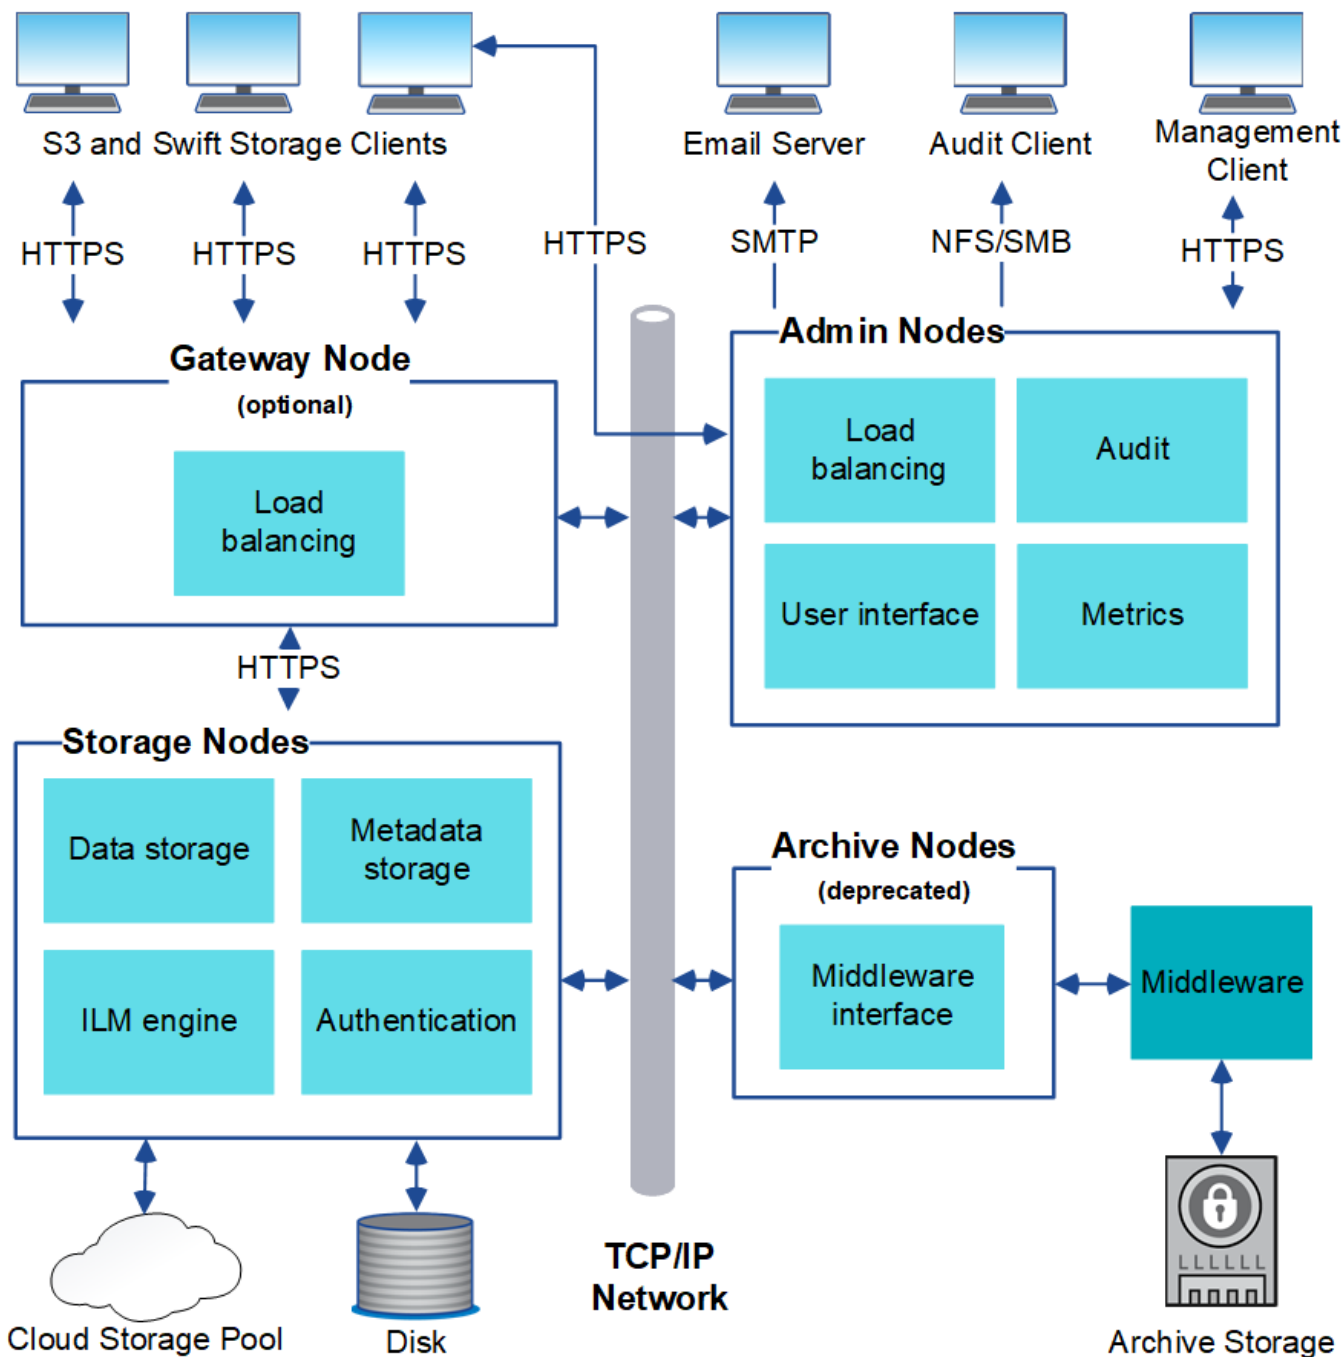 S3 and Swift Storage Clients
Email Server
Audit Client
Management
Client
HTTPS
HTTPS
HTTPS
HTTPS
SMTP
NFS/SMB
HTTPS
Gateway Node
(optional)
Load
balancing
HTTPS
Admin Nodes
Load
balancing
Audit
User interface
Metrics
Storage Nodes
Data storage
Metadata
storage
ILM engine
Authentication
Archive Nodes
(deprecated)
Middleware
interface
Middleware
TCP/IP
Network
LLLLLL
Cloud Storage Pool
Disk
Archive Storage